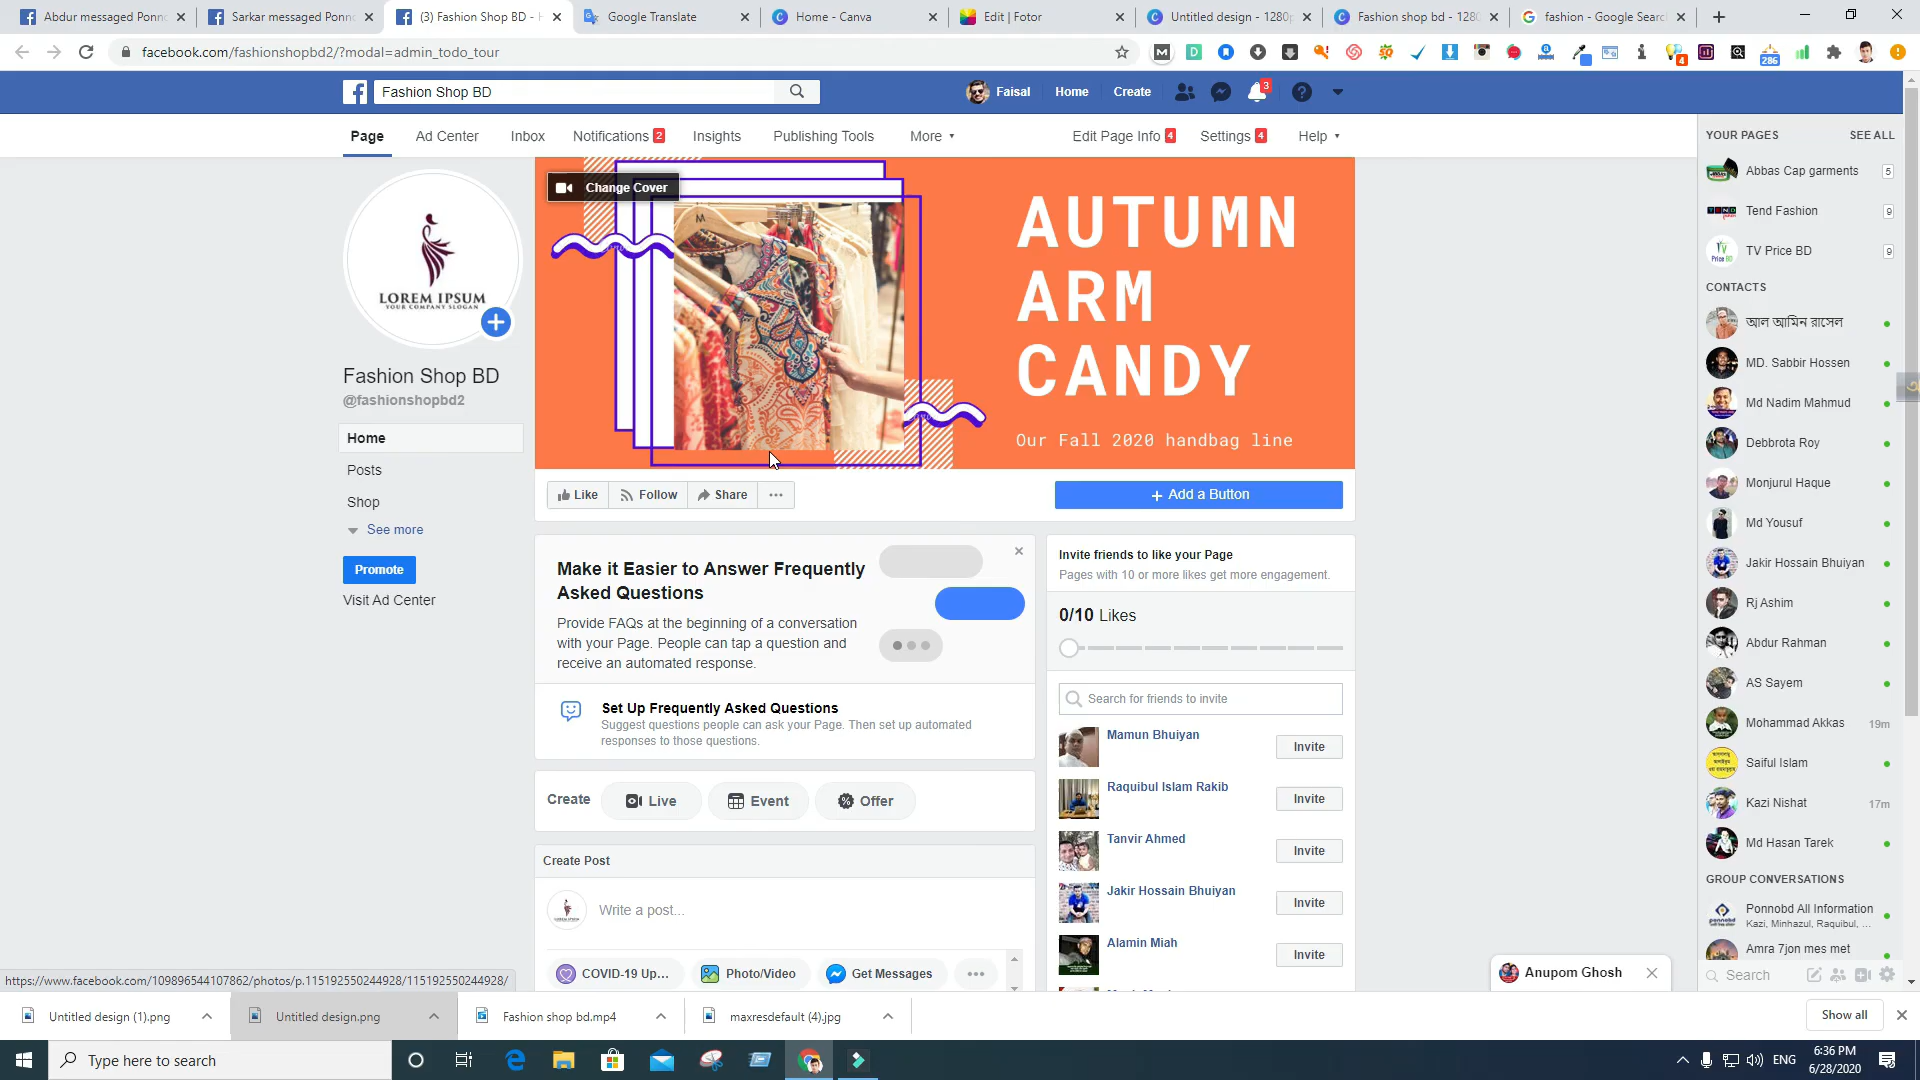 Abdur messaged Ponno
Sarkar messaged Ponno
(3) Fashion Shop BD - H
Google Translate
Home - Canva
Edit | Fotor
Untitled design - 1280p
Fashion shop bd - 1280
fashion - Google Search
facebook.com/fashionshopbd2/?modal=admin_todo_tour
4
286
Fashion Shop BD
Faisal
Home
Create
3
Page
Ad Center
Inbox
Notifications 2
Insights
Publishing Tools
More
Edit Page Info 4
Settings 4
Help
Change Cover
AUTUMN
ARM
CANDY
Our Fall 2020 handbag line
LOREM IPSUM
YOUR COMPANY SLOGAN
Fashion Shop BD
@fashionshopbd2
Home
Posts
Shop
See more
Promote
Visit Ad Center
Like
Follow
Share
Add a Button
Make it Easier to Answer Frequently
Asked Questions
Provide FAQs at the beginning of a conversation
with your Page. People can tap a question and
receive an automated response.
Set Up Frequently Asked Questions
Suggest questions people can ask your Page. Then set up automated
responses to those questions.
Create
Live
Event
Offer
Create Post
Write a post...
COVID-19 Up...
Photo/Video
Get Messages
Invite friends to like your Page
Pages with 10 or more likes get more engagement.
0/10 Likes
Search for friends to invite
Mamun Bhuiyan
Invite
Raquibul Islam Rakib
Invite
Tanvir Ahmed
Invite
Jakir Hossain Bhuiyan
Invite
Alamin Miah
Invite
YOUR PAGES
SEE ALL
Abbas Cap garments 5
Tend Fashion 9
TV Price BD 9
CONTACTS
আল আমিন রাসেল
MD. Sabbir Hossen
Md Nadim Mahmud
Debbrota Roy
Monjurul Haque
Md Yousuf
Jakir Hossain Bhuiyan
Rj Ashim
Abdur Rahman
AS Sayem
Mohammad Akkas 19m
Saiful Islam
Kazi Nishat 17m
Md Hasan Tarek
GROUP CONVERSATIONS
Ponnobd All Information
Kazi, Minhazul, Raquibul, ...
Amra 7jon mes met
Search
Anupom Ghosh
https://www.facebook.com/109896544107862/photos/p.115192550244928/115192550244928/
Untitled design (1).png
Untitled design.png
Fashion shop bd.mp4
maxresdefault (4).jpg
Show all
Type here to search
ENG
6:36 PM
6/28/2020